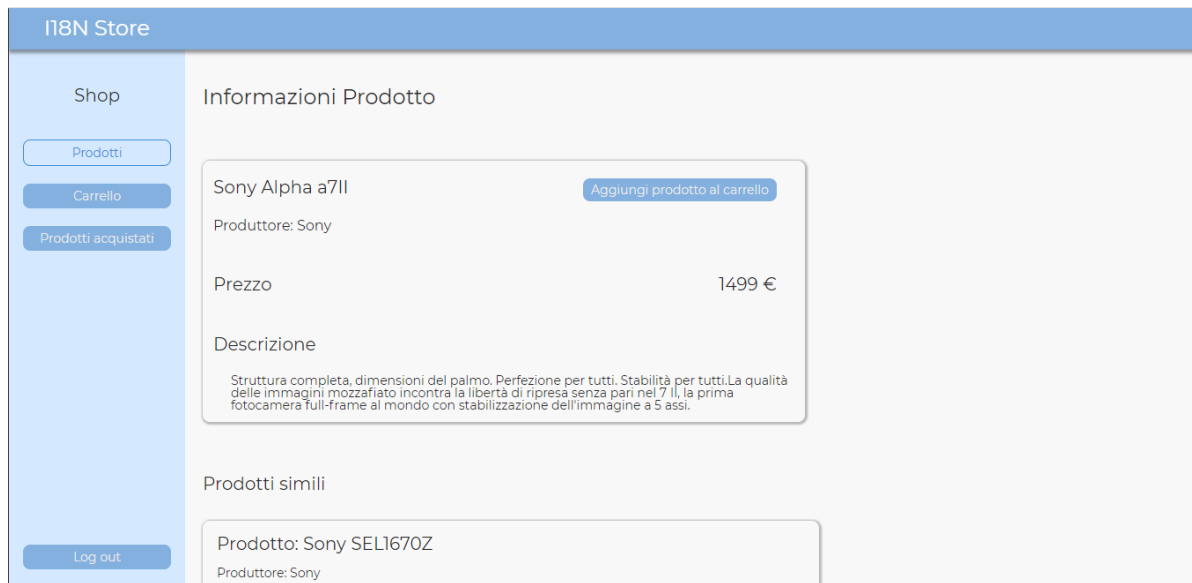 I18N Store
Shop
Prodotti
Carrello
Prodotti acquistati
Log out
Informazioni Prodotto
Sony Alpha a7II
Aggiungi prodotto al carrello
Produttore: Sony
Prezzo
1499 €
Descrizione
Struttura completa, dimensioni del palmo. Perfezione per tutti. Stabilità per tutti.La qualità
delle immagini mozzafiato incontra la libertà di ripresa senza pari nel 7 II, la prima
fotocamera full-frame al mondo con stabilizzazione dell'immagine a 5 assi.
Prodotti simili
Prodotto: Sony SEL1670Z
Produttore: Sony